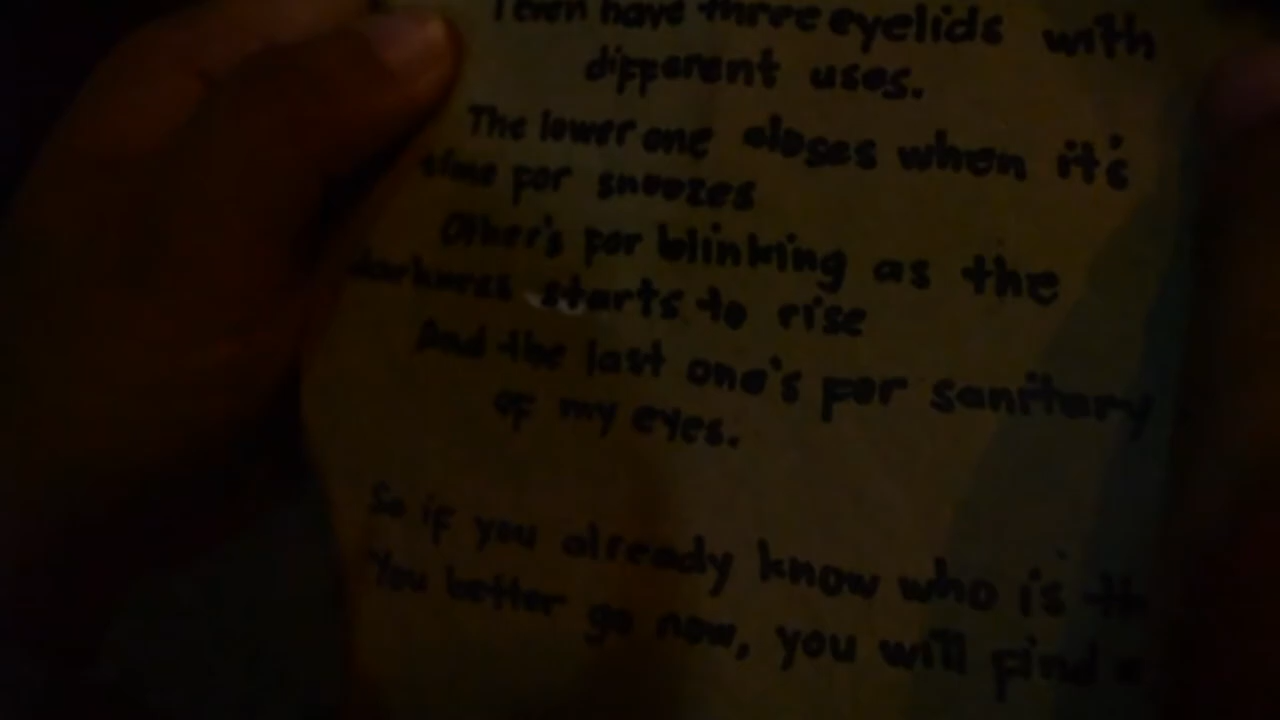 I even have three eyelids with
different uses.
The lower one closes when it's
time for snoozes
Other's for blinking as the
darkness starts to rise
And the last one's for sanitary
of my eyes.
So if you already know who is
You better go now, you will find